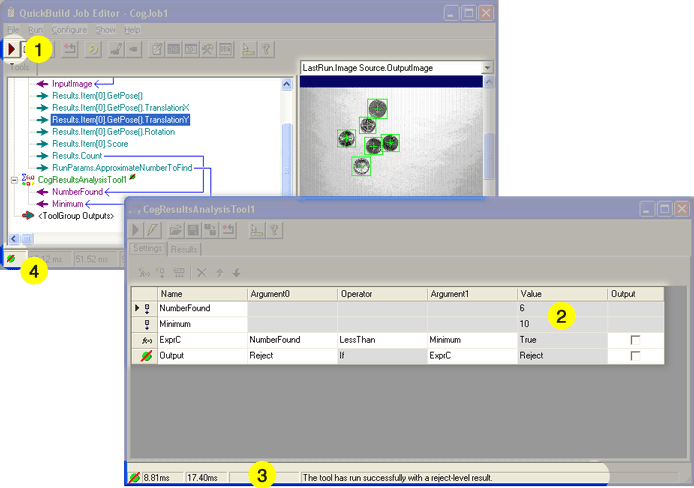 QuickBuild Job Editor - CogJob1
File Run Configure Show Help
1
Tools
LastRun.Image Source.OutputImage
InputImage
Results.Item[0].GetPose()
Results.Item[0].GetPose().TranslationX
Results.Item[0].GetPose().TranslationY
Results.Item[0].GetPose().Rotation
Results.Item[0].Score
Results.Count
RunParams.ApproximateNumberToFind
CogResultsAnalysisTool1
NumberFound
Minimum
<ToolGroup Outputs>
4
51.52 ms
CogResultsAnalysisTool1
Settings Results
Name Argument0 Operator Argument1 Value Output
NumberFound 6
2
Minimum 10
f(x) ExprC NumberFound LessThan Minimum True
Output Reject If ExprC Reject
8.81ms 17.40ms 3 The tool has run successfully with a reject-level result.